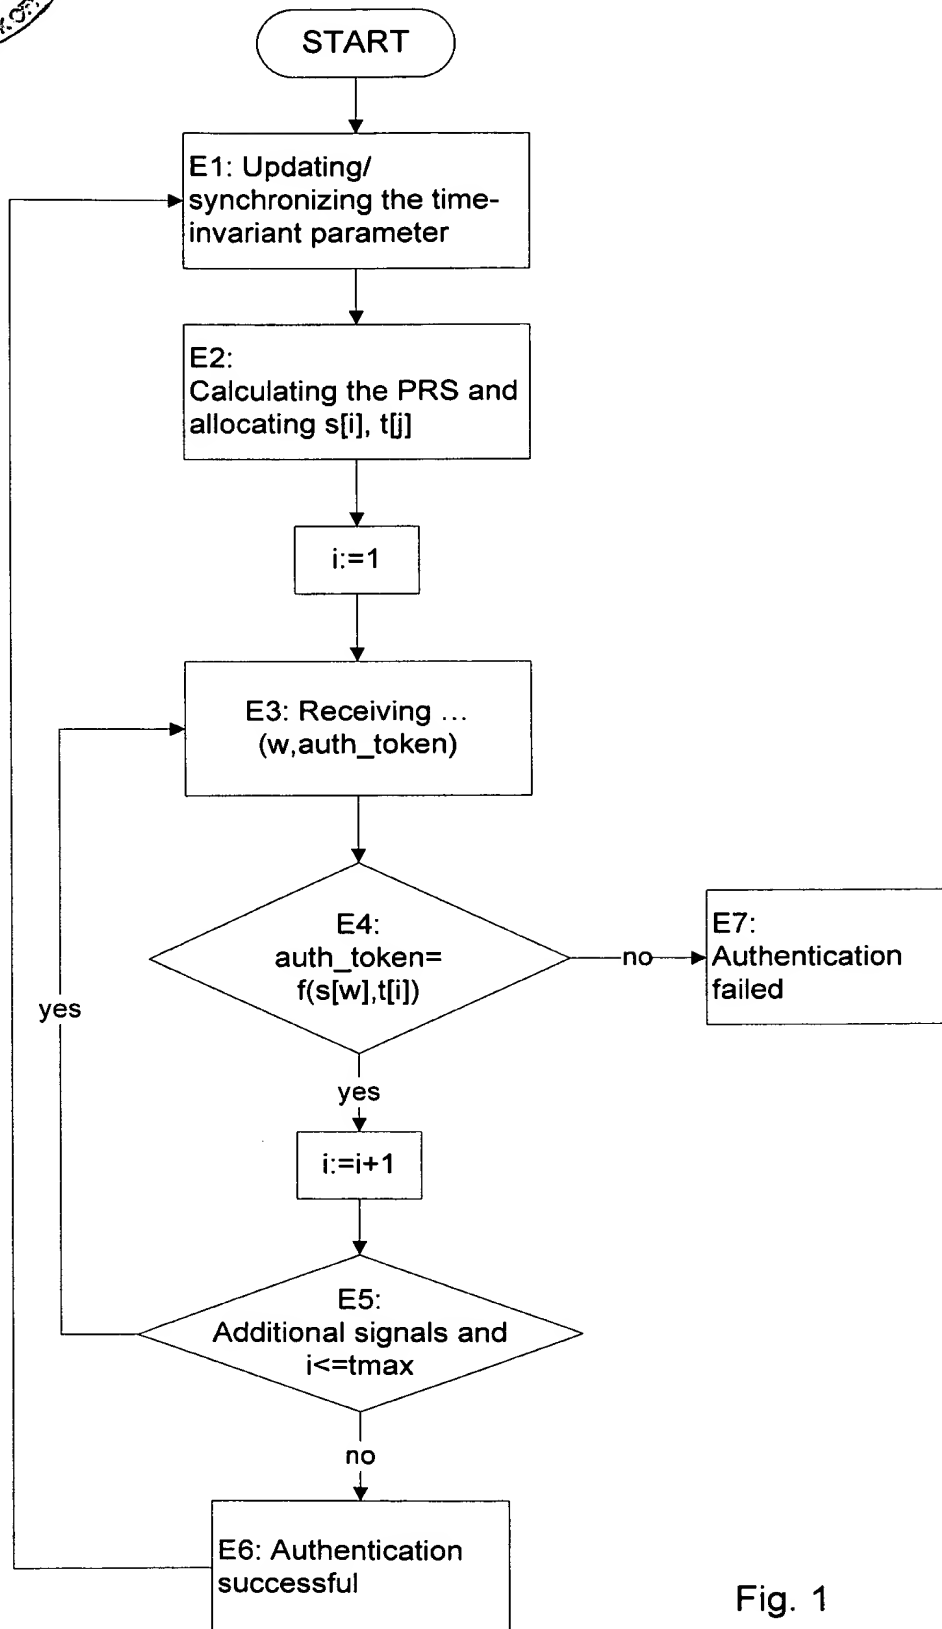 START
E1: Updating/
synchronizing the time-
invariant parameter
E2:
Calculating the PRS and
allocating s[i], t[j]
i:=1
E3: Receiving ...
(w,auth_token)
E4:
auth_token=
f(s[w],t[i])
no
E7:
Authentication
failed
yes
yes
i:=i+1
E5:
Additional signals and
i<=tmax
no
E6: Authentication
successful
Fig. 1